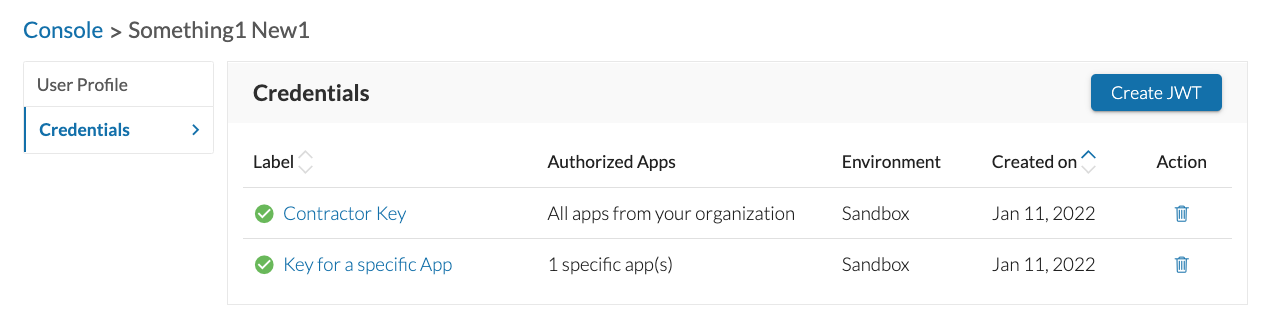 Console > Something1 New1
User Profile
Credentials
Credentials
Create JWT
Label Authorized Apps Environment Created on Action
Contractor Key All apps from your organization Sandbox Jan 11, 2022
Key for a specific App 1 specific app(s) Sandbox Jan 11, 2022